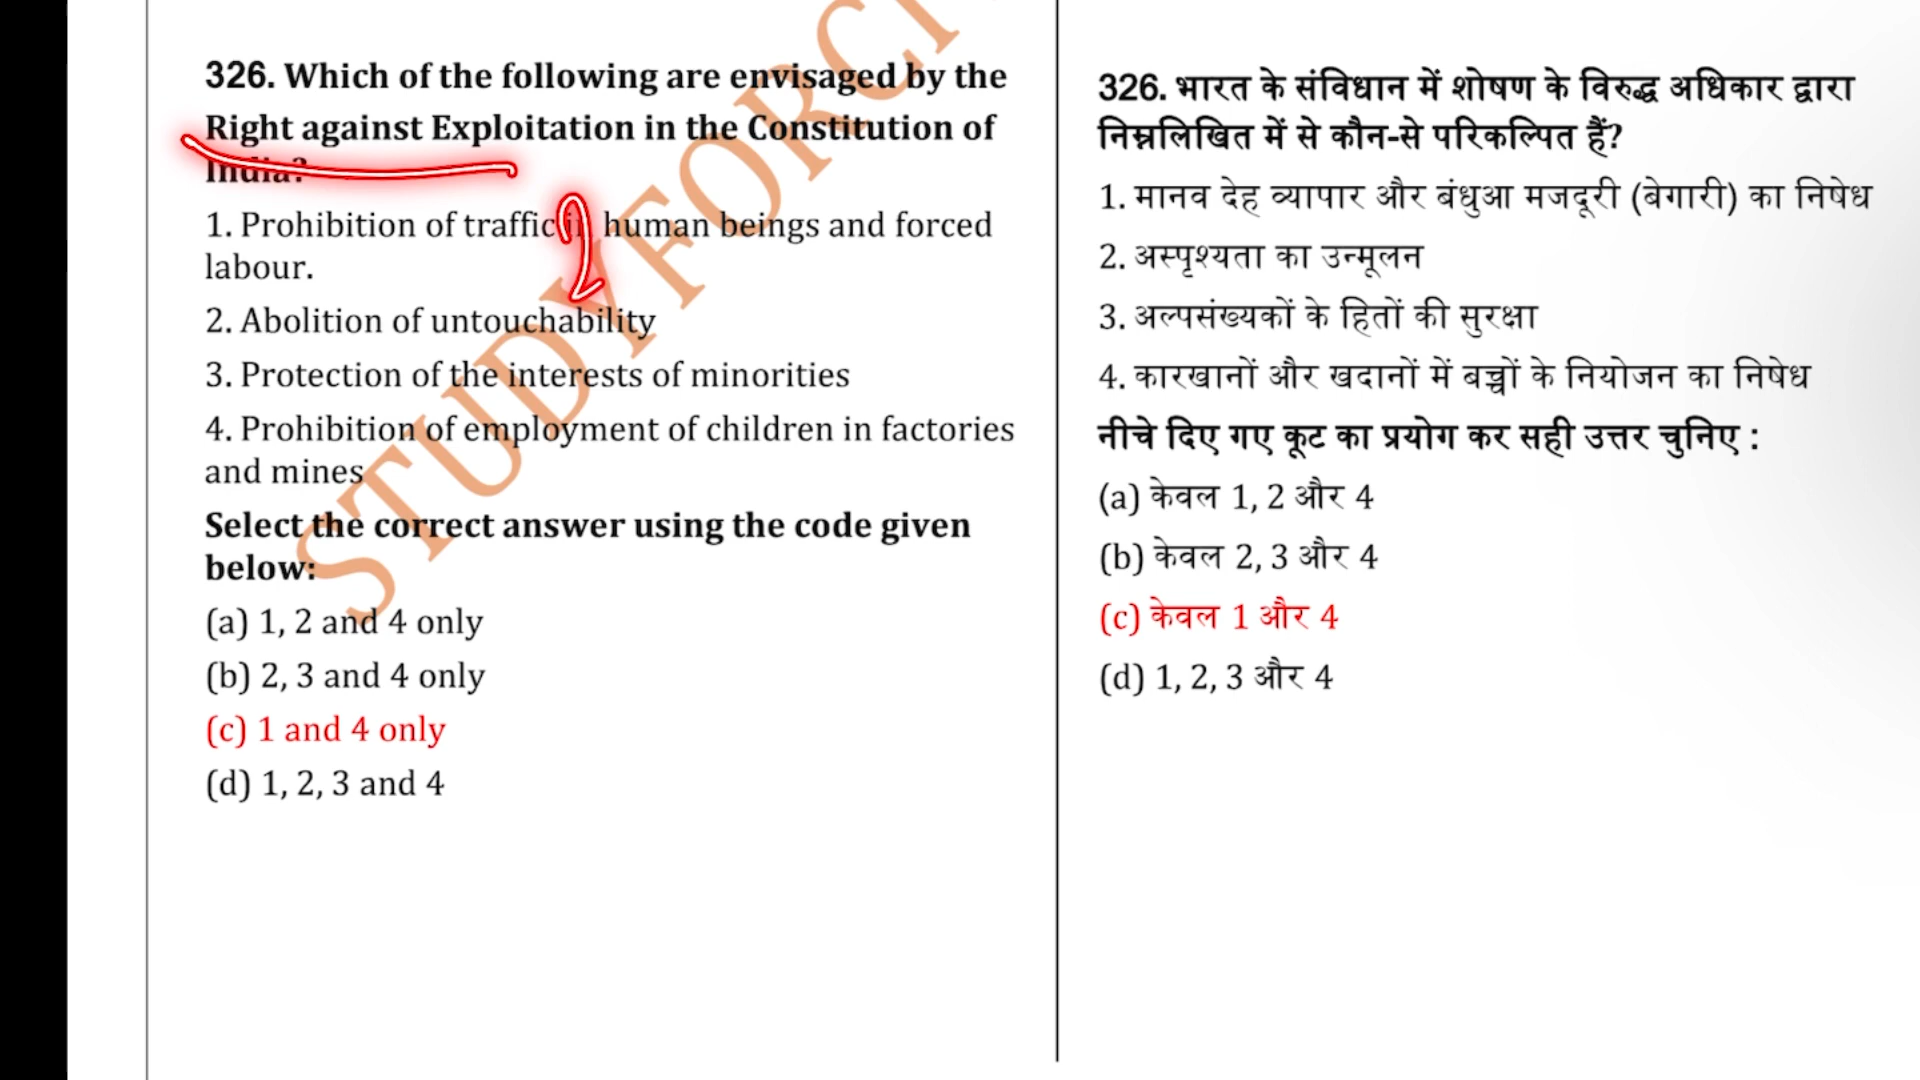 326. Which of the following are envisaged by the
Right against Exploitation in the Constitution of
India?
1. Prohibition of traffic in human beings and forced
labour.
2. Abolition of untouchability
3. Protection of the interests of minorities
4. Prohibition of employment of children in factories
and mines
Select the correct answer using the code given
below:
(a) 1, 2 and 4 only
(b) 2, 3 and 4 only
(c) 1 and 4 only
(d) 1, 2, 3 and 4
326. भारत के संविधान में शोषण के विरुद्ध अधिकार द्वारा
निम्नलिखित में से कौन-से परिकल्पित हैं?
1. मानव देह व्यापार और बंधुआ मजदूरी (बेगारी) का निषेध
2. अस्पृश्यता का उन्मूलन
3. अल्पसंख्यकों के हितों की सुरक्षा
4. कारखानों और खदानों में बच्चों के नियोजन का निषेध
नीचे दिए गए कूट का प्रयोग कर सही उत्तर चुनिए :
(a) केवल 1, 2 और 4
(b) केवल 2, 3 और 4
(c) केवल 1 और 4
(d) 1, 2, 3 और 4